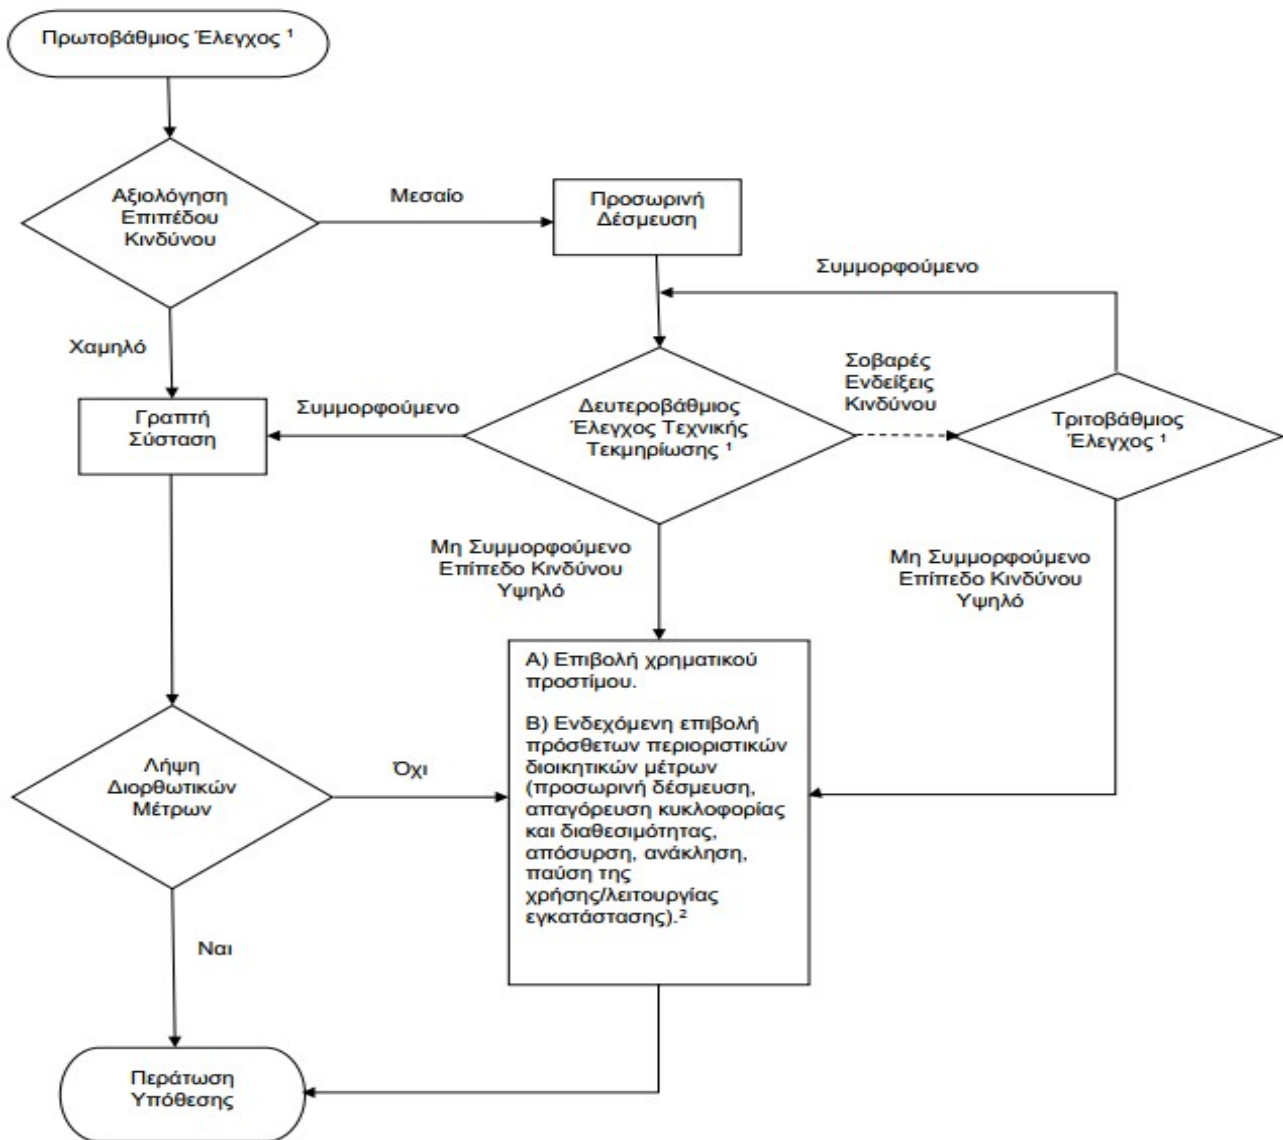 Πρωτοβάθμιος Έλεγχος ¹
Αξιολόγηση
Επιπέδου
Κινδύνου
Μεσαίο
Προσωρινή
Δέσμευση
Συμμορφούμενο
Χαμηλό
Γραπτή
Σύσταση
Συμμορφούμενο
Δευτεροβάθμιος
Έλεγχος Τεχνικής
Τεκμηρίωσης ¹
Σοβαρές
Ενδείξεις
Κινδύνου
Τριτοβάθμιος
Έλεγχος ¹
Μη Συμμορφούμενο
Επίπεδο Κινδύνου
Υψηλό
Μη Συμμορφούμενο
Επίπεδο Κινδύνου
Υψηλό
Λήψη
Διορθωτικών
Μέτρων
Όχι
Α) Επιβολή χρηματικού
προστίμου.
Β) Ενδεχόμενη επιβολή
πρόσθετων περιοριστικών
διοικητικών μέτρων
(προσωρινή δέσμευση,
απαγόρευση κυκλοφορίας
και διαθεσιμότητας,
απόσυρση, ανάκληση,
παύση της
χρήσης/λειτουργίας
εγκατάστασης).²
Ναι
Περάτωση
Υπόθεσης